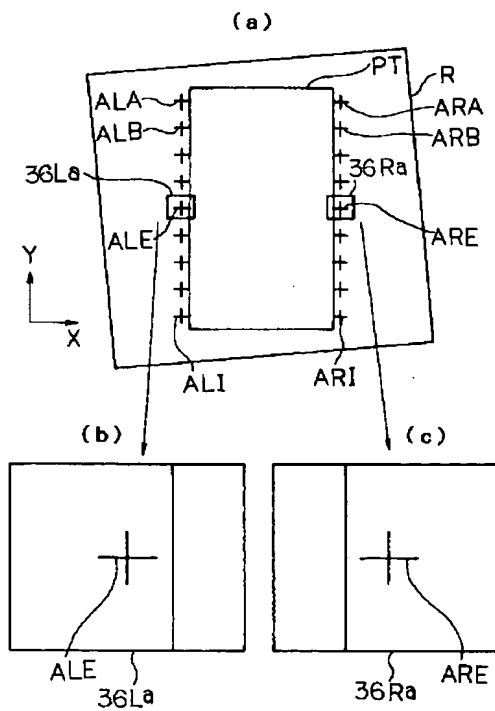 (a)
PT
R
ALA
ARA
ALB
ARB
36La
36Ra
ALE
ARE
Y
X
ALI
ARI
(b)
(c)
ALE
ARE
36La
36Ra